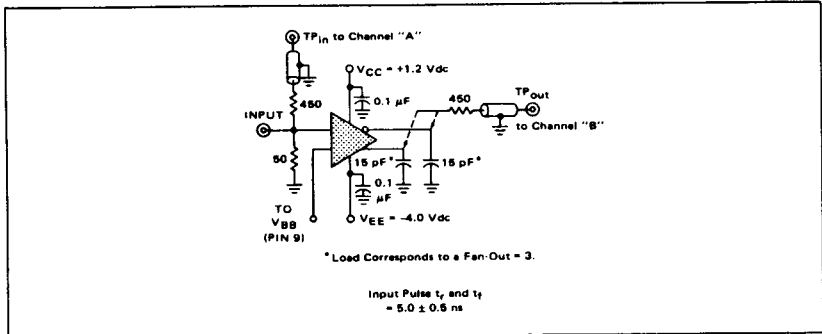 TPin to Channel "A"
VCC = +1.2 Vdc
0.1 µF
450
TPout
450
to Channel "B"
INPUT
50
15 pF*
15 pF*
0.1
µF
TO
VBB
(PIN 9)
VEE = -4.0 Vdc
* Load Corresponds to a Fan-Out = 3.
Input Pulse tr and tf
= 5.0 ± 0.5 ns